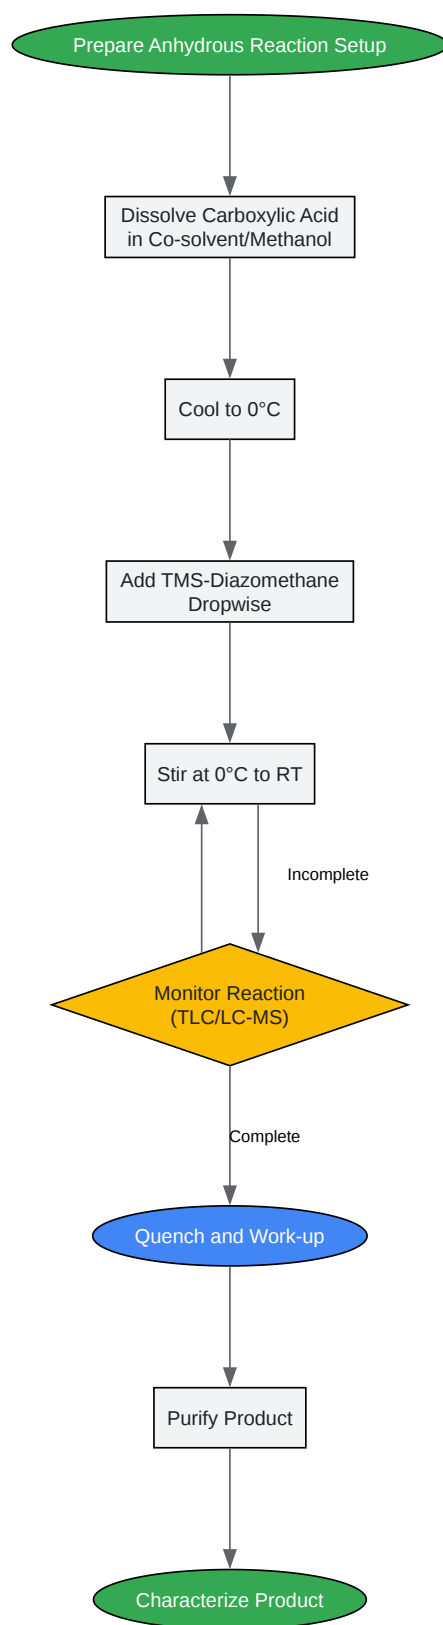 Prepare Anhydrous Reaction Setup
Dissolve Carboxylic Acid
in Co-solvent/Methanol
Cool to 0°C
Add TMS-Diazomethane
Dropwise
Stir at 0°C to RT
Incomplete
Monitor Reaction
(TLC/LC-MS)
Complete
Quench and Work-up
Purify Product
Characterize Product